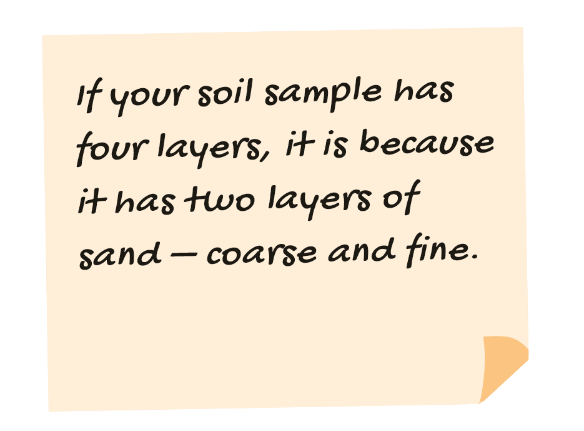 If your soil sample has
four layers, it is because
it has two layers of
sand — coarse and fine.